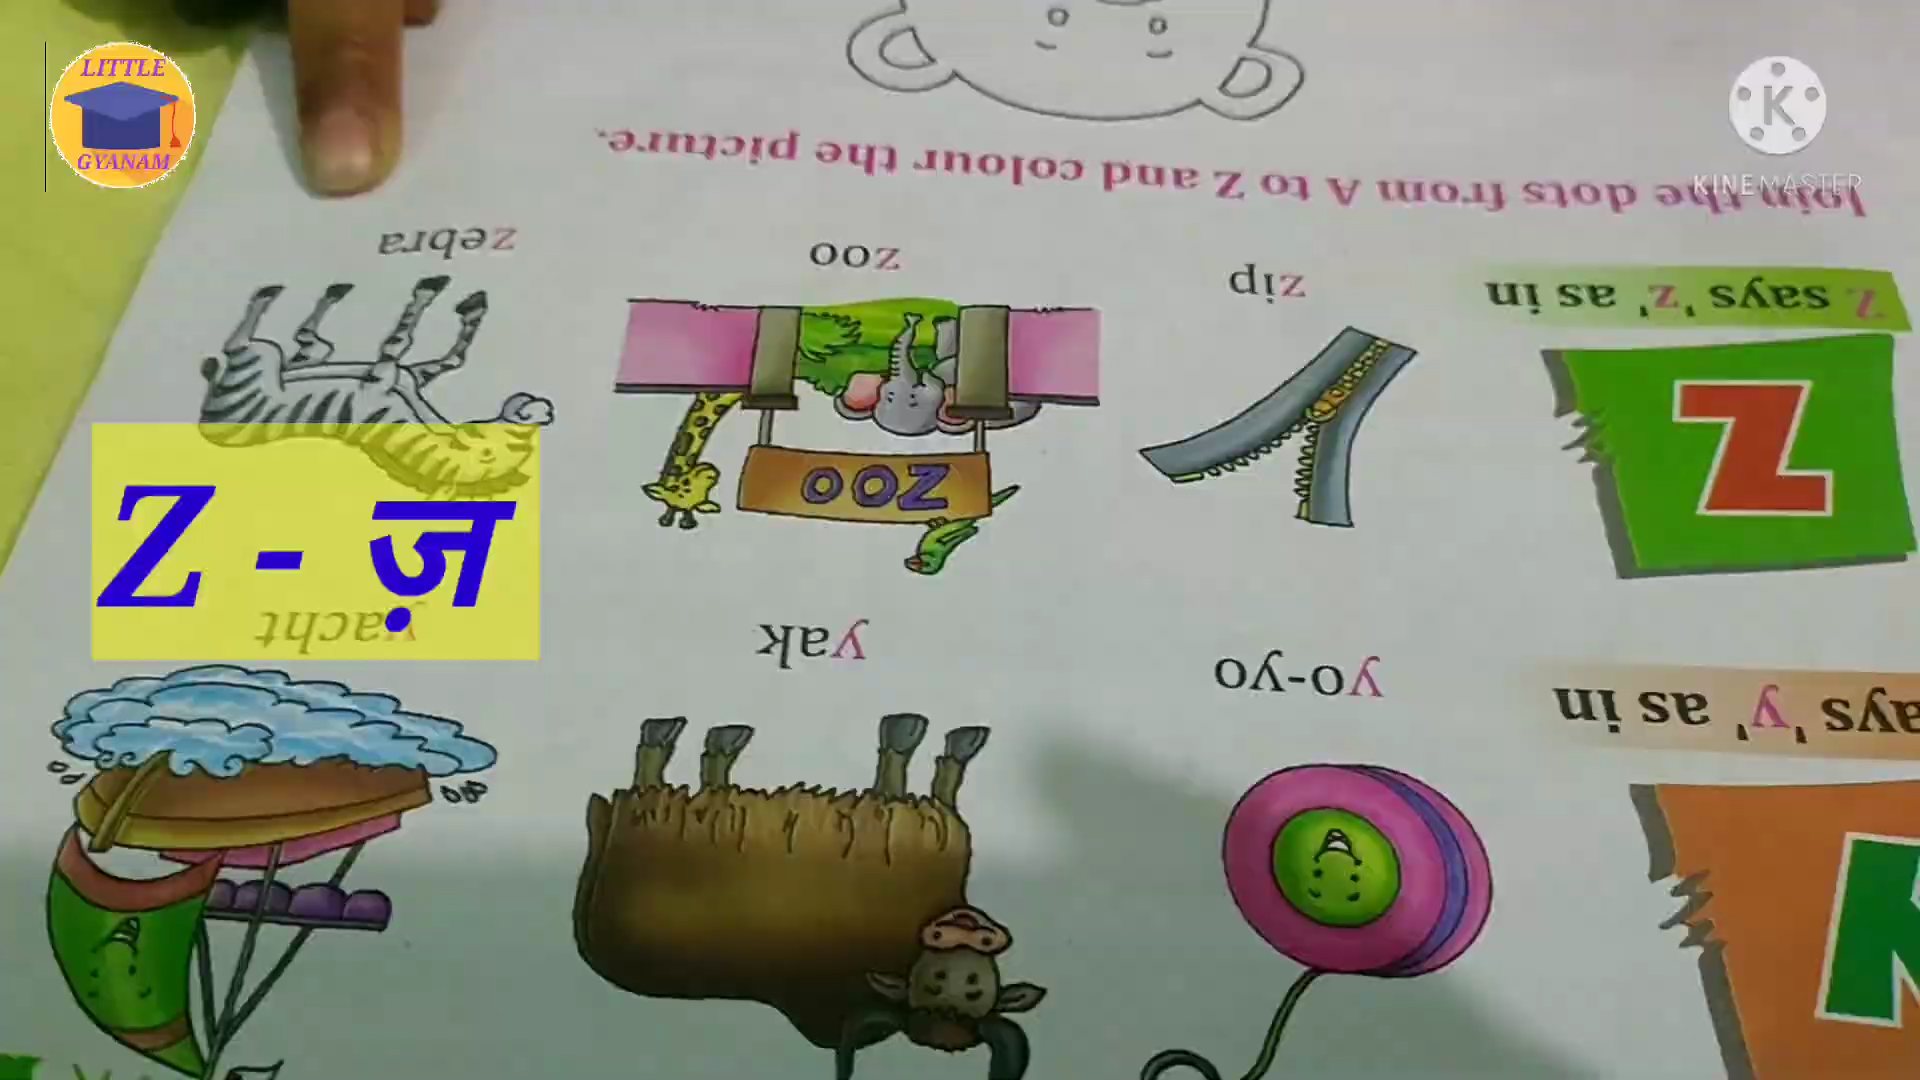 LITTLE
GYANAM
KINEMASTER
K
Z - ज़
ays 'y' as in
yo-yo
yak
yacht
Z
Z says 'z' as in
zip
zoo
zebra
ZOO
Join the dots from A to Z and colour the picture.